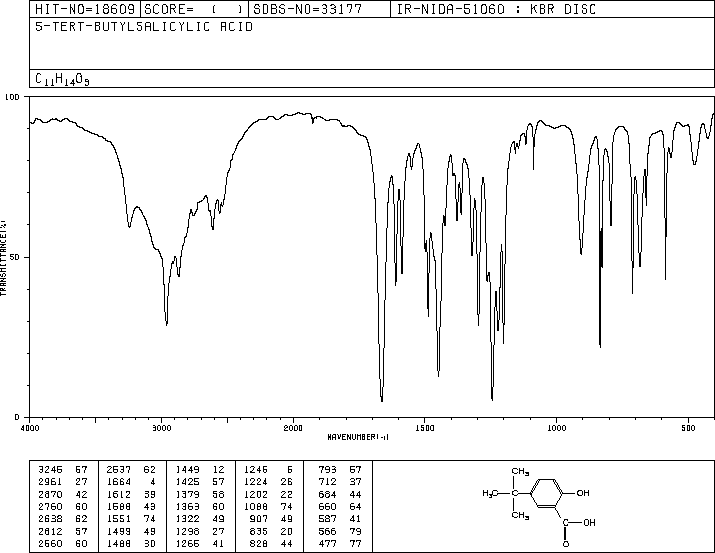 HIT-NO=18609 SCORE= ( ) SDBS-NO=33177 IR-NIDA-51060 : KBR DISC
5-TERT-BUTYLSALICYLIC ACID
C11H14O3
100
50
0
TRANSMITTANCE(%)
4000 3000 2000 1500 1000 500
WAVENUMBER(-1)
3245 57 2537 62 1449 12 1245 5 793 57
2961 27 1664 4 1425 57 1224 26 712 37
2870 42 1612 39 1379 58 1202 22 684 44
2760 60 1588 43 1363 60 1088 74 660 64
2638 62 1551 74 1322 49 907 49 587 41
2612 57 1499 49 1298 27 835 20 566 79
2560 60 1488 30 1265 41 828 44 477 77
CH3
H3C C OH
CH3
C OH
O